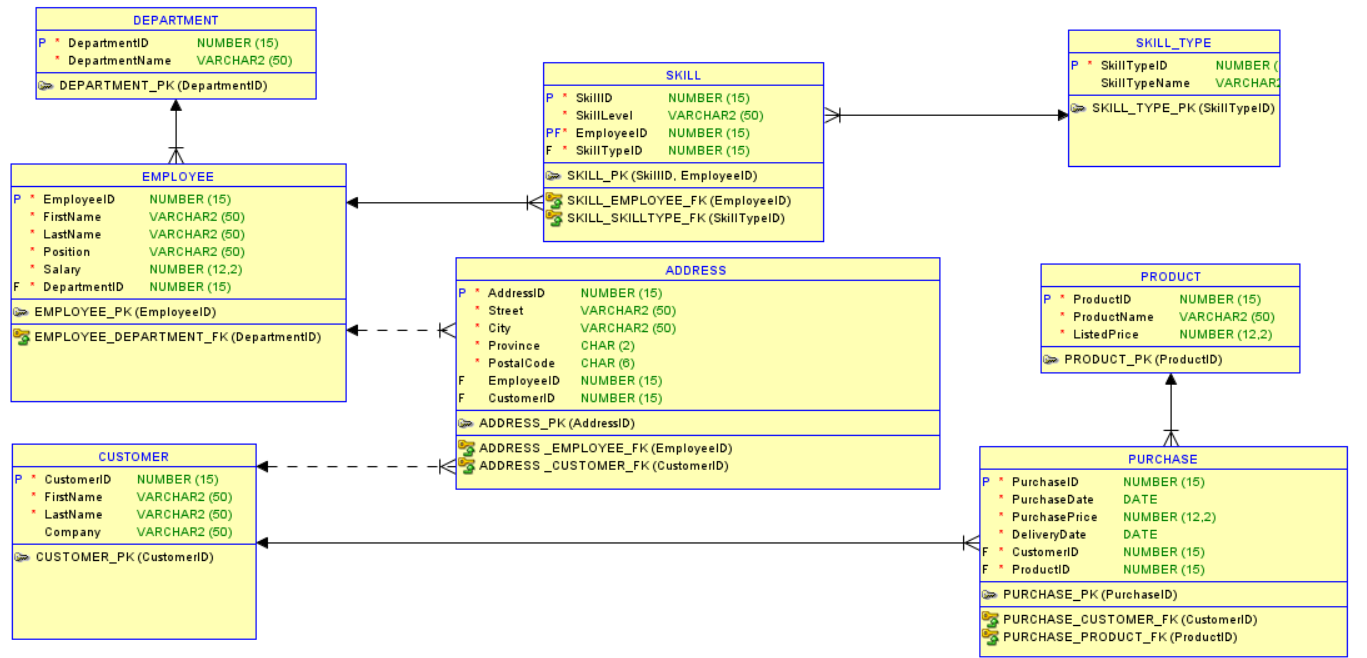 DEPARTMENT
P * DepartmentID NUMBER (15)
* DepartmentName VARCHAR2 (50)
DEPARTMENT_PK (DepartmentID)
EMPLOYEE
P * EmployeeID NUMBER (15)
* FirstName VARCHAR2 (50)
* LastName VARCHAR2 (50)
* Position VARCHAR2 (50)
* Salary NUMBER (12,2)
F * DepartmentID NUMBER (15)
EMPLOYEE_PK (EmployeeID)
EMPLOYEE_DEPARTMENT_FK (DepartmentID)
SKILL
P * SkillID NUMBER (15)
* SkillLevel VARCHAR2 (50)
PF* EmployeeID NUMBER (15)
F * SkillTypeID NUMBER (15)
SKILL_PK (SkillID, EmployeeID)
SKILL_EMPLOYEE_FK (EmployeeID)
SKILL_SKILLTYPE_FK (SkillTypeID)
SKILL_TYPE
P * SkillTypeID NUMBER (
SkillTypeName VARCHAR2
SKILL_TYPE_PK (SkillTypeID)
ADDRESS
P * AddressID NUMBER (15)
* Street VARCHAR2 (50)
* City VARCHAR2 (50)
* Province CHAR (2)
* PostalCode CHAR (6)
F EmployeeID NUMBER (15)
F CustomerID NUMBER (15)
ADDRESS_PK (AddressID)
ADDRESS _EMPLOYEE_FK (EmployeeID)
ADDRESS _CUSTOMER_FK (CustomerID)
PRODUCT
P * ProductID NUMBER (15)
* ProductName VARCHAR2 (50)
* ListedPrice NUMBER (12,2)
PRODUCT_PK (ProductID)
CUSTOMER
P * CustomerID NUMBER (15)
* FirstName VARCHAR2 (50)
* LastName VARCHAR2 (50)
Company VARCHAR2 (50)
CUSTOMER_PK (CustomerID)
PURCHASE
P * PurchaseID NUMBER (15)
* PurchaseDate DATE
* PurchasePrice NUMBER (12,2)
* DeliveryDate DATE
F * CustomerID NUMBER (15)
F * ProductID NUMBER (15)
PURCHASE_PK (PurchaseID)
PURCHASE_CUSTOMER_FK (CustomerID)
PURCHASE_PRODUCT_FK (ProductID)